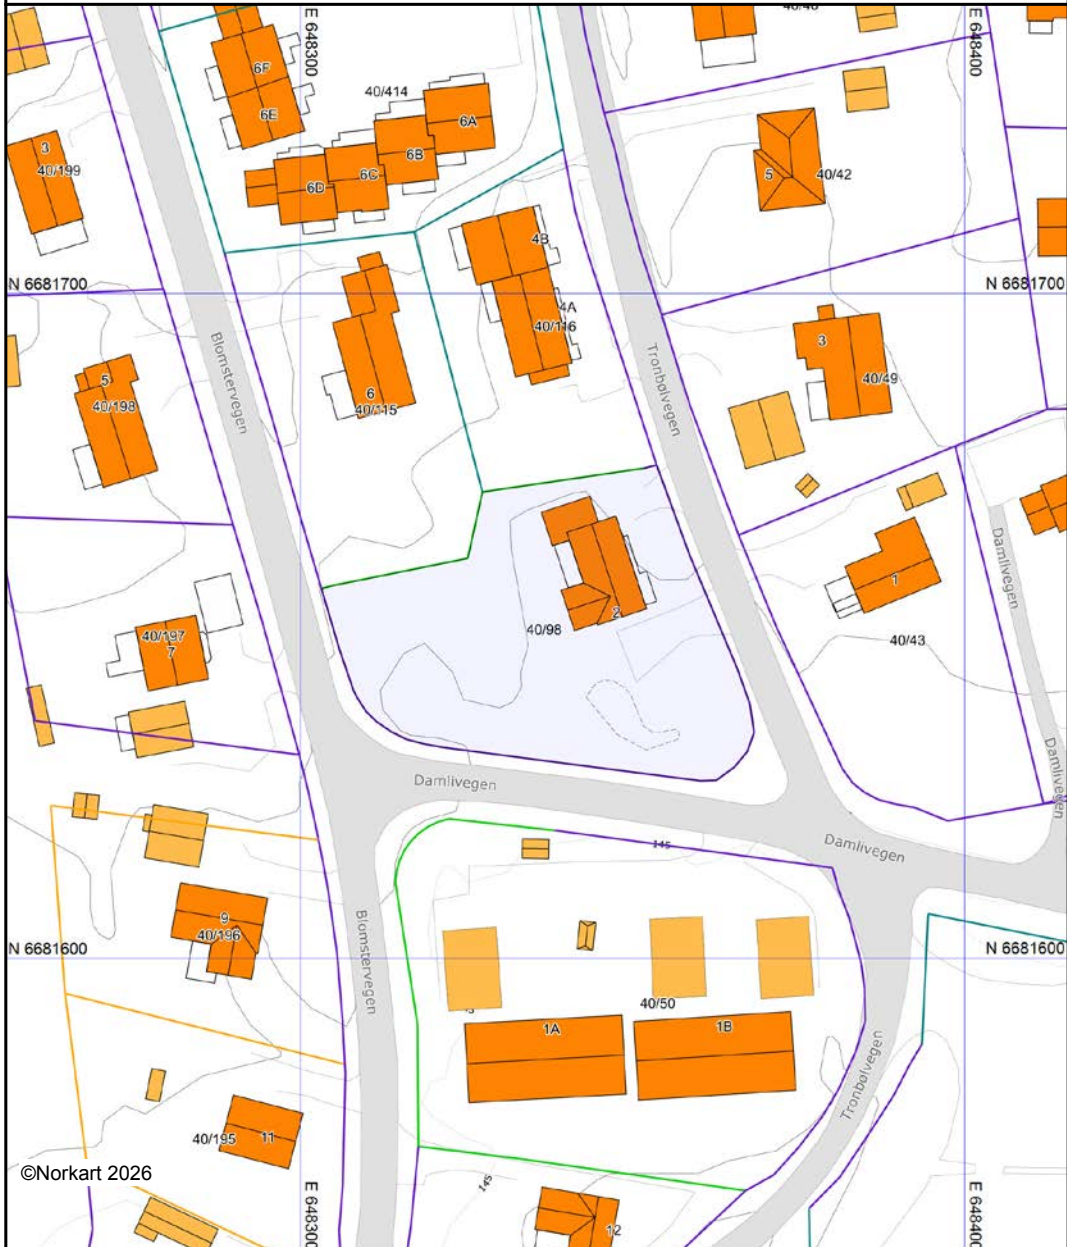 40/48
E 648300
E 648400
6F
6E
40/414
6A
6B
6C
6D
3
40/199
5
40/42
4B
N 6681700
N 6681700
4A
40/116
3
40/49
6
40/115
5
40/198
Blomstervegen
Tronbølvegen
Damlivegen
1
2
40/98
40/43
40/197
7
Damlivegen
Damlivegen
Damlivegen
145
9
40/196
N 6681600
N 6681600
Blomstervegen
40/50
1A
1B
Tronbølvegen
40/195
11
©Norkart 2026
145
E 648300
E 648400
12